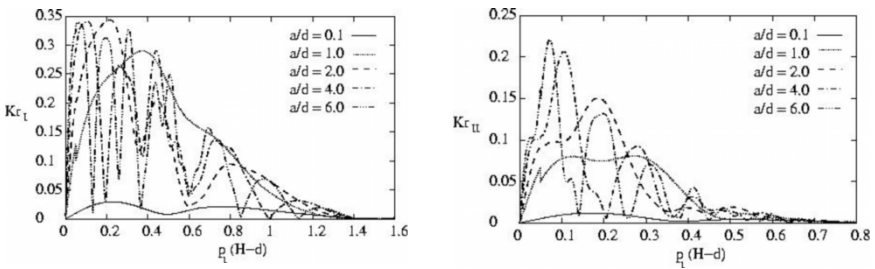 0.35
0.3
0.25
0.2
0.15
0.1
0.05
0
Kr I
a/d = 0.1
a/d = 1.0
a/d = 2.0
a/d = 4.0
a/d = 6.0
0 0.2 0.4 0.6 0.8 1 1.2 1.4 1.6
p (H−d)
0.25
0.2
0.15
0.1
0.05
0
Kr II
a/d = 0.1
a/d = 1.0
a/d = 2.0
a/d = 4.0
a/d = 6.0
0 0.1 0.2 0.3 0.4 0.5 0.6 0.7 0.8
p (H−d)